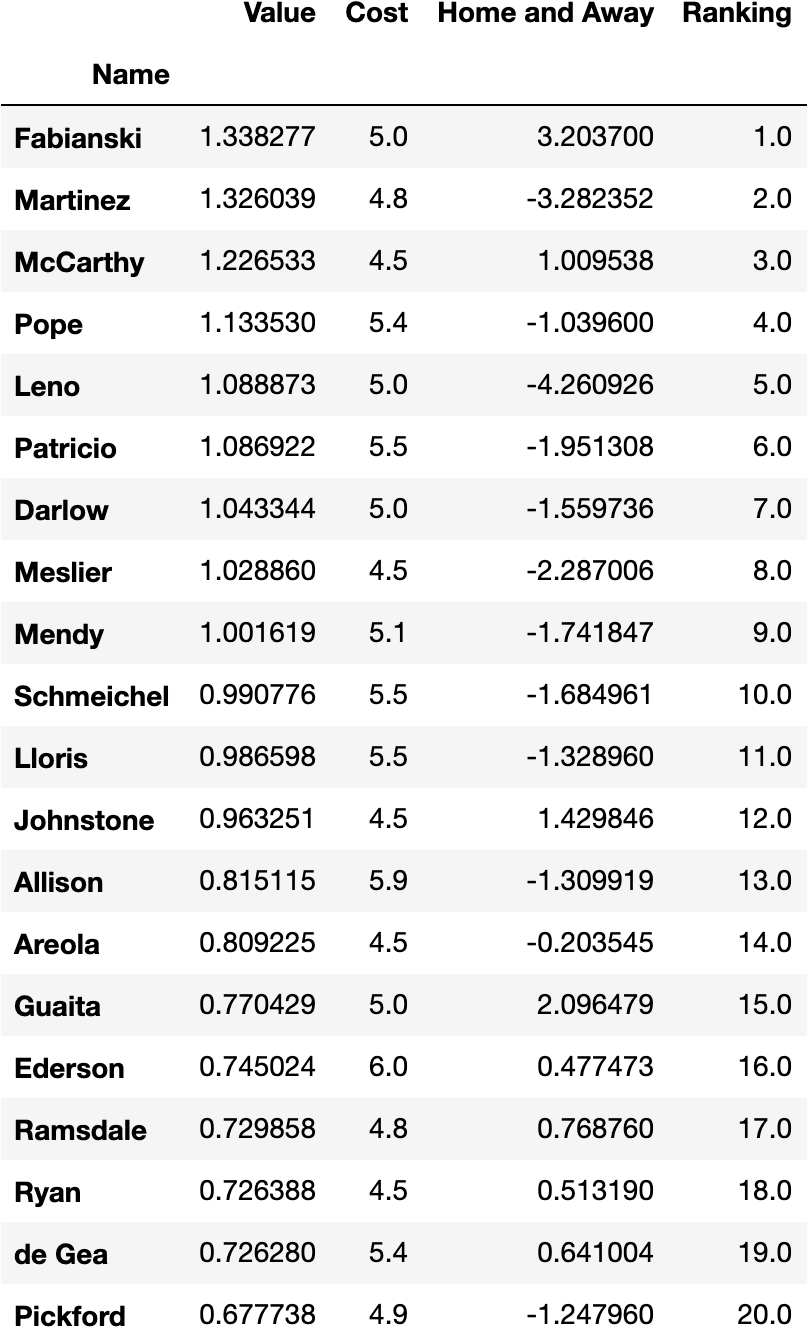 Value Cost Home and Away Ranking
Name
Fabianski 1.338277 5.0 3.203700 1.0
Martinez 1.326039 4.8 -3.282352 2.0
McCarthy 1.226533 4.5 1.009538 3.0
Pope 1.133530 5.4 -1.039600 4.0
Leno 1.088873 5.0 -4.260926 5.0
Patricio 1.086922 5.5 -1.951308 6.0
Darlow 1.043344 5.0 -1.559736 7.0
Meslier 1.028860 4.5 -2.287006 8.0
Mendy 1.001619 5.1 -1.741847 9.0
Schmeichel 0.990776 5.5 -1.684961 10.0
Lloris 0.986598 5.5 -1.328960 11.0
Johnstone 0.963251 4.5 1.429846 12.0
Allison 0.815115 5.9 -1.309919 13.0
Areola 0.809225 4.5 -0.203545 14.0
Guaita 0.770429 5.0 2.096479 15.0
Ederson 0.745024 6.0 0.477473 16.0
Ramsdale 0.729858 4.8 0.768760 17.0
Ryan 0.726388 4.5 0.513190 18.0
de Gea 0.726280 5.4 0.641004 19.0
Pickford 0.677738 4.9 -1.247960 20.0